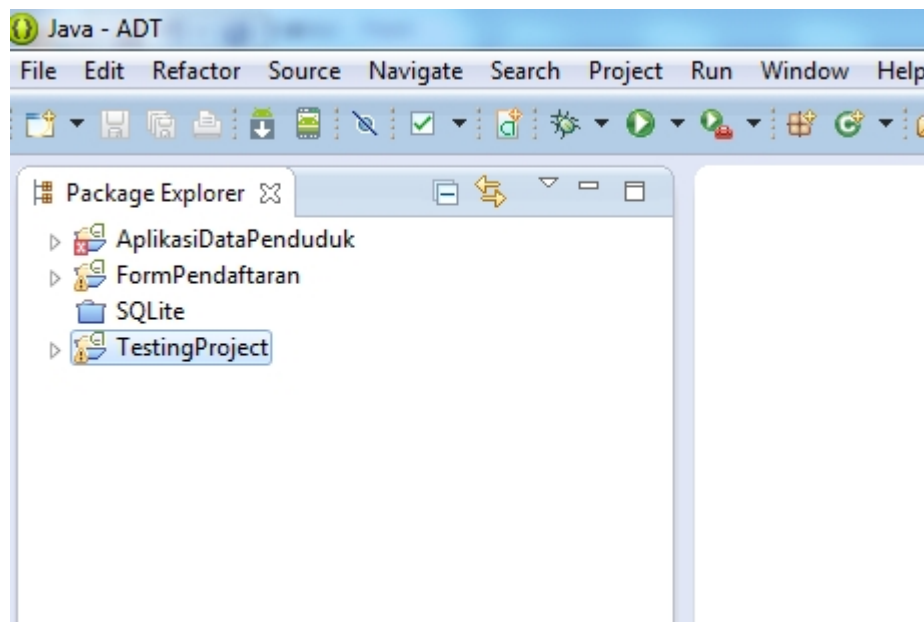 Java - ADT
File Edit Refactor Source Navigate Search Project Run Window Help
Package Explorer
AplikasiDataPenduduk
FormPendaftaran
SQLite
TestingProject